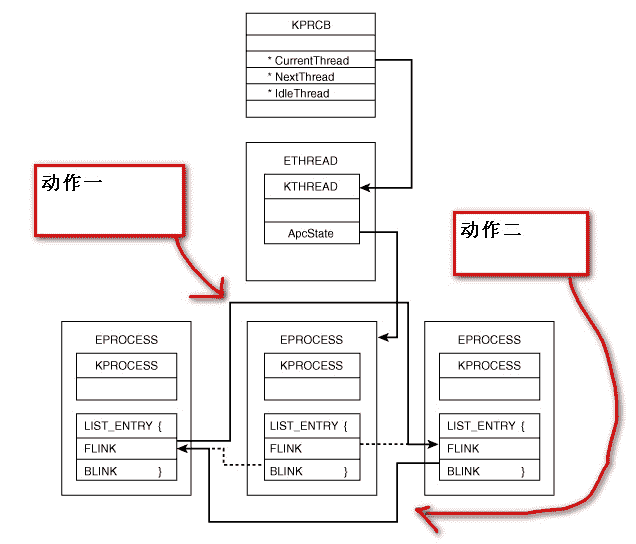 KPRCB
* CurrentThread
* NextThread
* IdleThread
ETHREAD
KTHREAD
ApcState
动作一
动作二
EPROCESS
KPROCESS
LIST_ENTRY {
FLINK
BLINK }
EPROCESS
KPROCESS
LIST_ENTRY {
FLINK
BLINK }
EPROCESS
KPROCESS
LIST_ENTRY {
FLINK
BLINK }